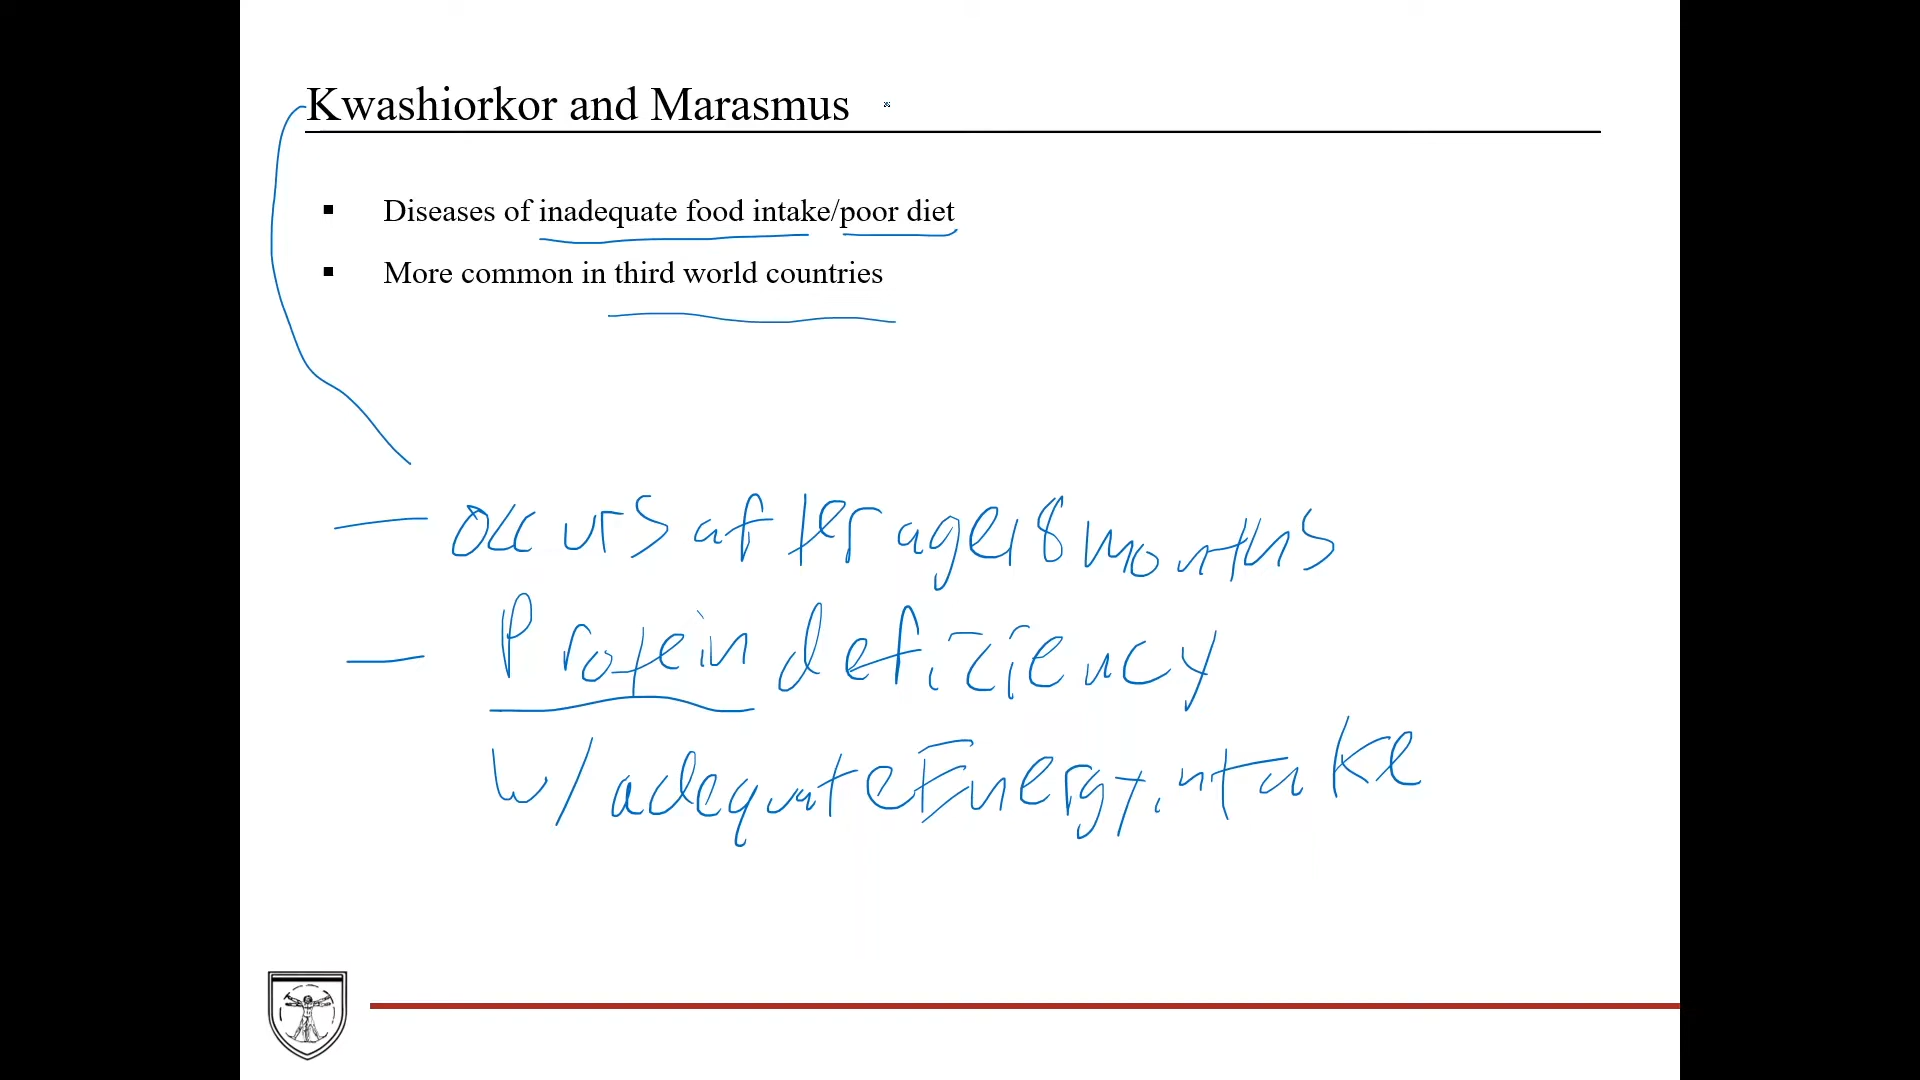 Kwashiorkor and Marasmus
▪ Diseases of inadequate food intake/poor diet
▪ More common in third world countries
— occurs after age 18 months
— Protein deficiency
w/ adequate Energy intake